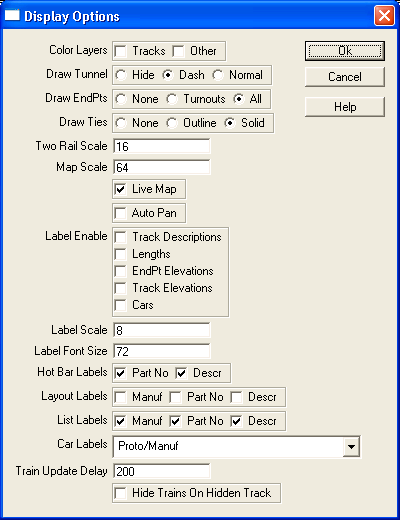 Display Options
Color Layers Tracks Other Ok
Draw Tunnel Hide Dash Normal Cancel
Draw EndPts None Turnouts All Help
Draw Ties None Outline Solid
Two Rail Scale 16
Map Scale 64
Live Map
Auto Pan
Label Enable Track Descriptions
Lengths
EndPt Elevations
Track Elevations
Cars
Label Scale 8
Label Font Size 72
Hot Bar Labels Part No Descr
Layout Labels Manuf Part No Descr
List Labels Manuf Part No Descr
Car Labels Proto/Manuf
Train Update Delay 200
Hide Trains On Hidden Track